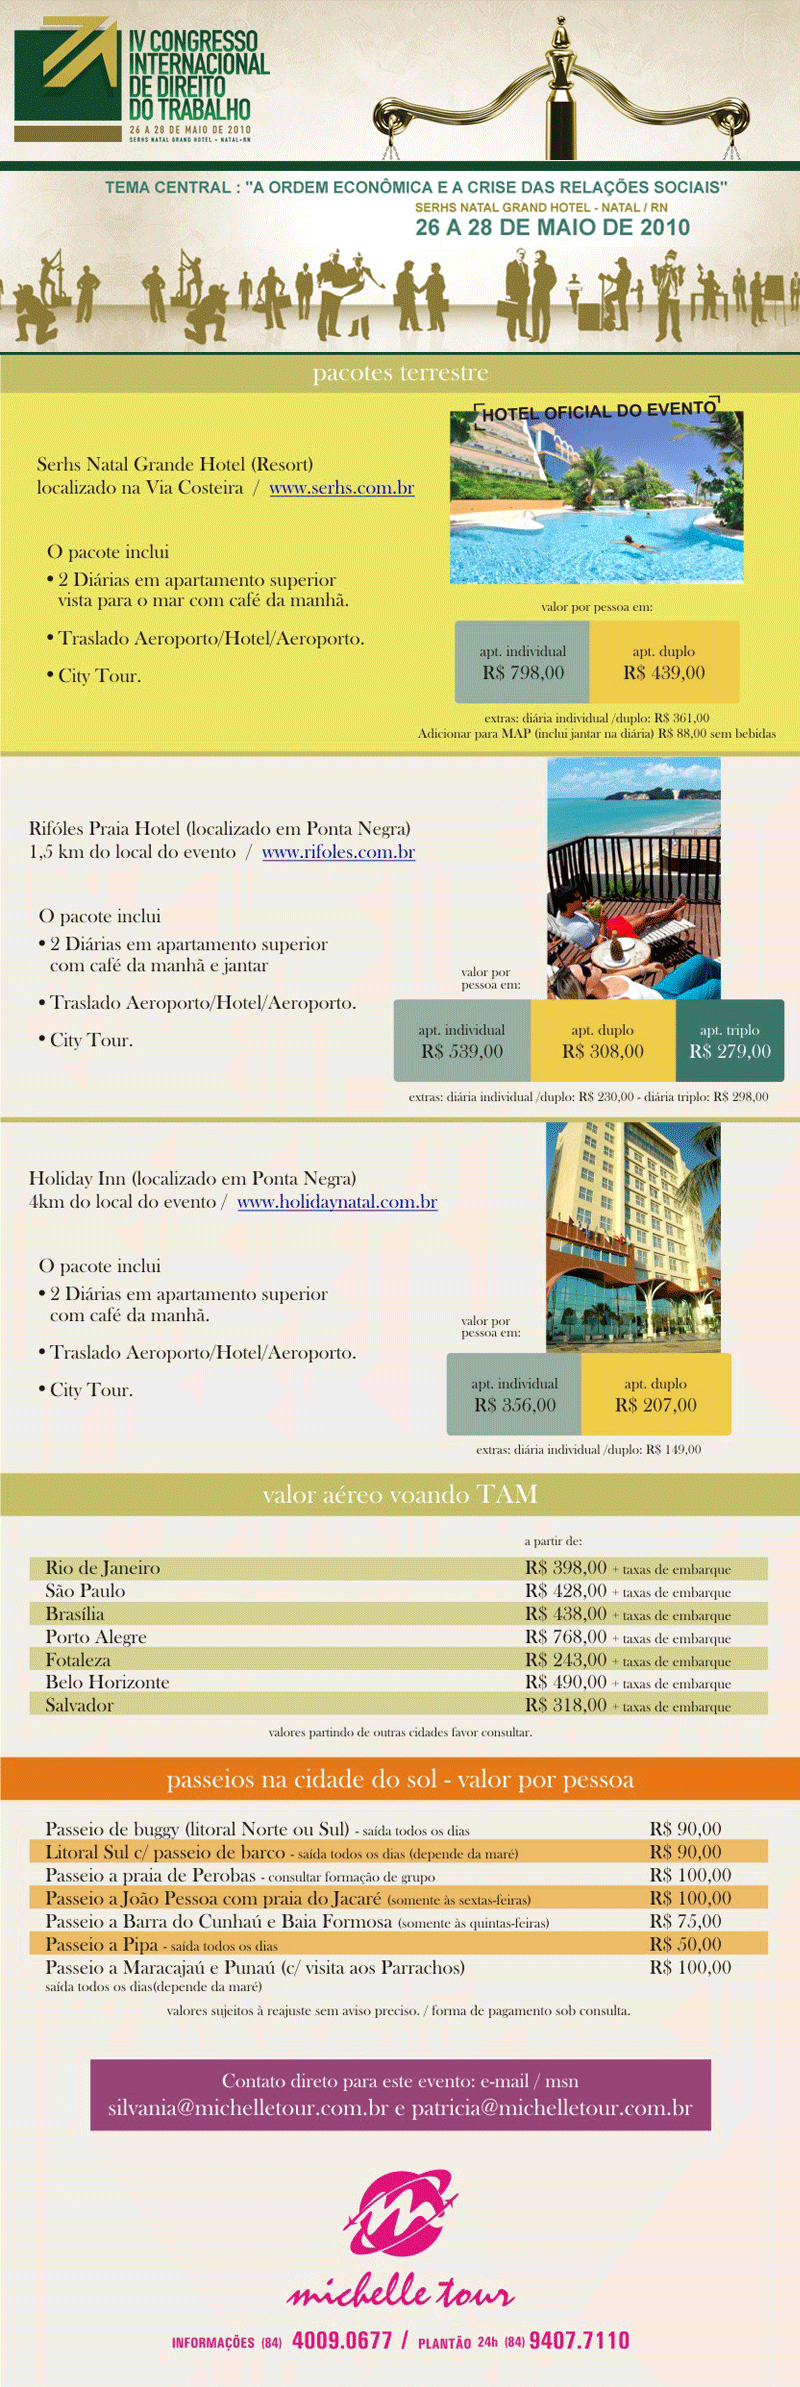 IV CONGRESSO
INTERNACIONAL
DE DIREITO
DO TRABALHO
26 A 28 DE MAIO DE 2010
SERHS NATAL GRAND HOTEL - NATAL-RN
TEMA CENTRAL : "A ORDEM ECONÔMICA E A CRISE DAS RELAÇÕES SOCIAIS"
SERHS NATAL GRAND HOTEL - NATAL / RN
26 A 28 DE MAIO DE 2010
pacotes terrestre
HOTEL OFICIAL DO EVENTO
Serhs Natal Grande Hotel (Resort)
localizado na Via Costeira / www.serhs.com.br
O pacote inclui
• 2 Diárias em apartamento superior
vista para o mar com café da manhã.
• Traslado Aeroporto/Hotel/Aeroporto.
• City Tour.
valor por pessoa em:
apt. individual
R$ 798,00
apt. duplo
R$ 439,00
extras: diária individual /duplo: R$ 361,00
Adicionar para MAP (inclui jantar na diária) R$ 88,00 sem bebidas
Rifóles Praia Hotel (localizado em Ponta Negra)
1,5 km do local do evento / www.rifoles.com.br
O pacote inclui
• 2 Diárias em apartamento superior
com café da manhã e jantar
• Traslado Aeroporto/Hotel/Aeroporto.
• City Tour.
valor por
pessoa em:
apt. individual
R$ 539,00
apt. duplo
R$ 308,00
apt. triplo
R$ 279,00
extras: diária individual /duplo: R$ 230,00 - diária triplo: R$ 298,00
Holiday Inn (localizado em Ponta Negra)
4km do local do evento / www.holidaynatal.com.br
O pacote inclui
• 2 Diárias em apartamento superior
com café da manhã.
• Traslado Aeroporto/Hotel/Aeroporto.
• City Tour.
valor por
pessoa em:
apt. individual
R$ 356,00
apt. duplo
R$ 207,00
extras: diária individual /duplo: R$ 149,00
valor aéreo voando TAM
a partir de:
Rio de Janeiro R$ 398,00 + taxas de embarque
São Paulo R$ 428,00 + taxas de embarque
Brasília R$ 438,00 + taxas de embarque
Porto Alegre R$ 768,00 + taxas de embarque
Fotaleza R$ 243,00 + taxas de embarque
Belo Horizonte R$ 490,00 + taxas de embarque
Salvador R$ 318,00 + taxas de embarque
valores partindo de outras cidades favor consultar.
passeios na cidade do sol - valor por pessoa
Passeio de buggy (litoral Norte ou Sul) - saída todos os dias R$ 90,00
Litoral Sul c/ passeio de barco - saída todos os dias (depende da maré) R$ 90,00
Passeio a praia de Perobas - consultar formação de grupo R$ 100,00
Passeio a João Pessoa com praia do Jacaré (somente às sextas-feiras) R$ 100,00
Passeio a Barra do Cunhaú e Baia Formosa (somente às quintas-feiras) R$ 75,00
Passeio a Pipa - saída todos os dias R$ 50,00
Passeio a Maracajaú e Punaú (c/ visita aos Parrachos) R$ 100,00
saída todos os dias(depende da maré)
valores sujeitos à reajuste sem aviso preciso. / forma de pagamento sob consulta.
Contato direto para este evento: e-mail / msn
silvania@michelletour.com.br e patricia@michelletour.com.br
michelle tour
INFORMAÇÕES (84) 4009.0677 / PLANTÃO 24h (84) 9407.7110